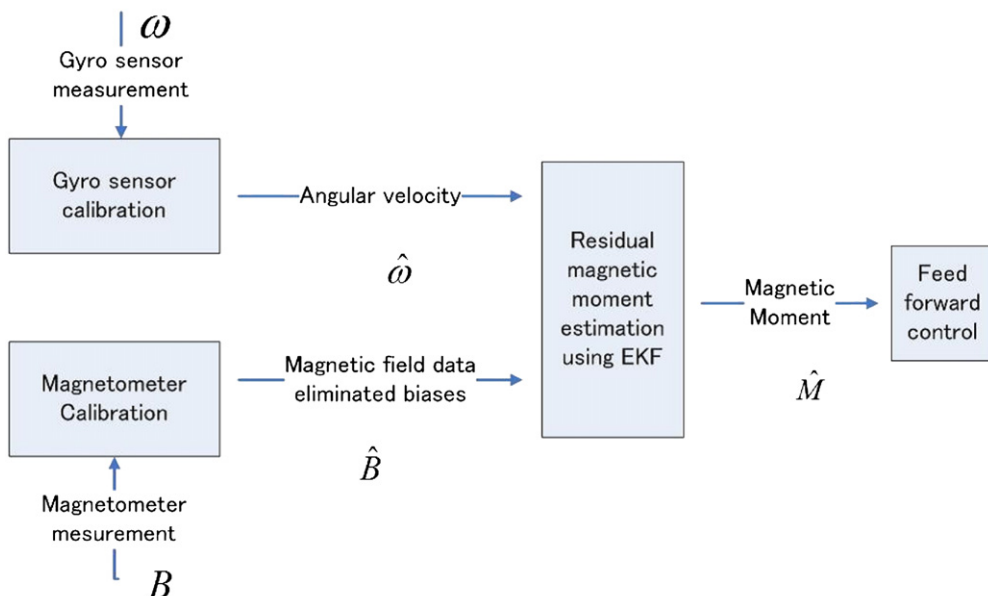 ω
Gyro sensor
measurement
Gyro sensor
calibration
Angular velocity
ω̂
Magnetometer
Calibration
Magnetic field data
eliminated biases
B̂
Magnetometer
mesurement
B
Residual
magnetic
moment
estimation
using EKF
Magnetic
Moment
M̂
Feed
forward
control